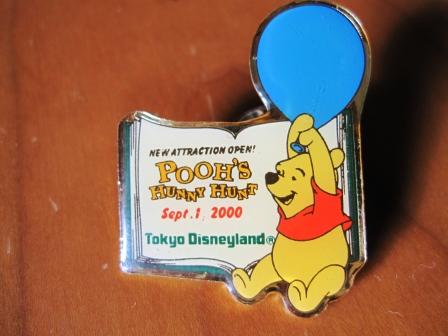 NEW ATTRACTION OPEN!
POOH'S
HUNNY HUNT
Sept. 1, 2000
Tokyo Disneyland®